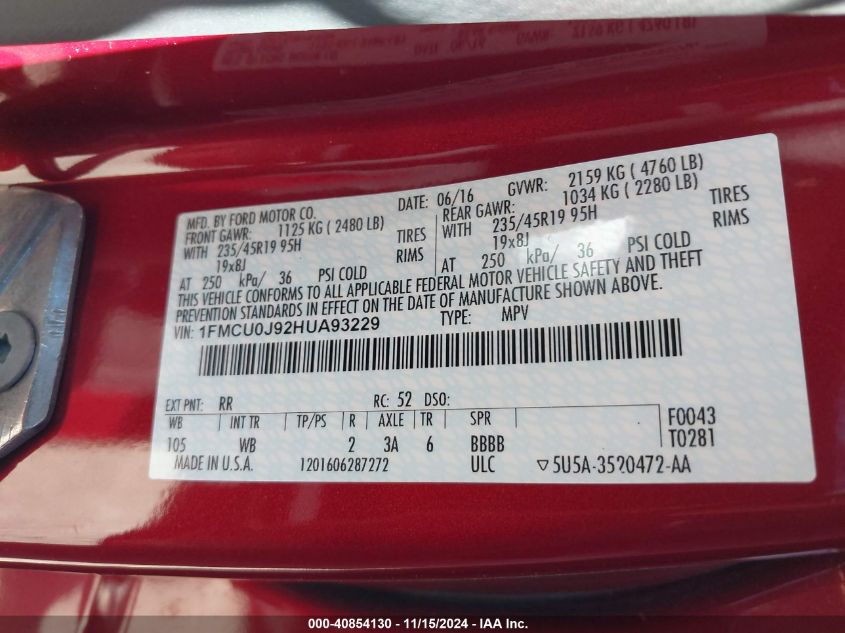 MFD. BY FORD MOTOR CO. DATE: 06/16 GVWR: 2159 KG ( 4760 LB)
FRONT GAWR: 1125 KG ( 2480 LB) REAR GAWR: 1034 KG ( 2280 LB)
WITH 235/45R19 95H TIRES WITH 235/45R19 95H TIRES
19x8J RIMS 19x8J RIMS
AT 250 kPa/ 36 PSI COLD AT 250 kPa/ 36 PSI COLD
THIS VEHICLE CONFORMS TO ALL APPLICABLE FEDERAL MOTOR VEHICLE SAFETY AND THEFT
PREVENTION STANDARDS IN EFFECT ON THE DATE OF MANUFACTURE SHOWN ABOVE.
VIN: 1FMCU0J92HUA93229 TYPE: MPV
EXT PNT: RR RC: 52 DSO:
WB INT TR TP/PS R AXLE TR SPR F0043
105 WB 2 3A 6 BBBB T0281
MADE IN U.S.A. 1201606287272 ULC ▽5U5A-3520472-AA
000-40854130 - 11/15/2024 - IAA Inc.